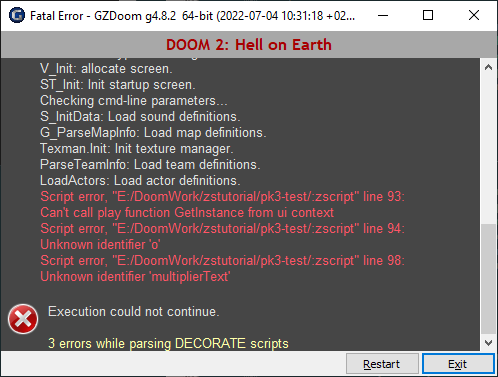 Fatal Error - GZDoom g4.8.2 64-bit (2022-07-04 10:31:18 +02...
DOOM 2: Hell on Earth
V_Init: allocate screen.
ST_Init: Init startup screen.
Checking cmd-line parameters...
S_InitData: Load sound definitions.
G_ParseMapInfo: Load map definitions.
Texman.Init: Init texture manager.
ParseTeamInfo: Load team definitions.
LoadActors: Load actor definitions.
Script error, "E:/DoomWork/zstutorial/pk3-test/:zscript" line 93:
Can't call play function GetInstance from ui context
Script error, "E:/DoomWork/zstutorial/pk3-test/:zscript" line 94:
Unknown identifier 'o'
Script error, "E:/DoomWork/zstutorial/pk3-test/:zscript" line 98:
Unknown identifier 'multiplierText'
Execution could not continue.
3 errors while parsing DECORATE scripts
Restart
Exit